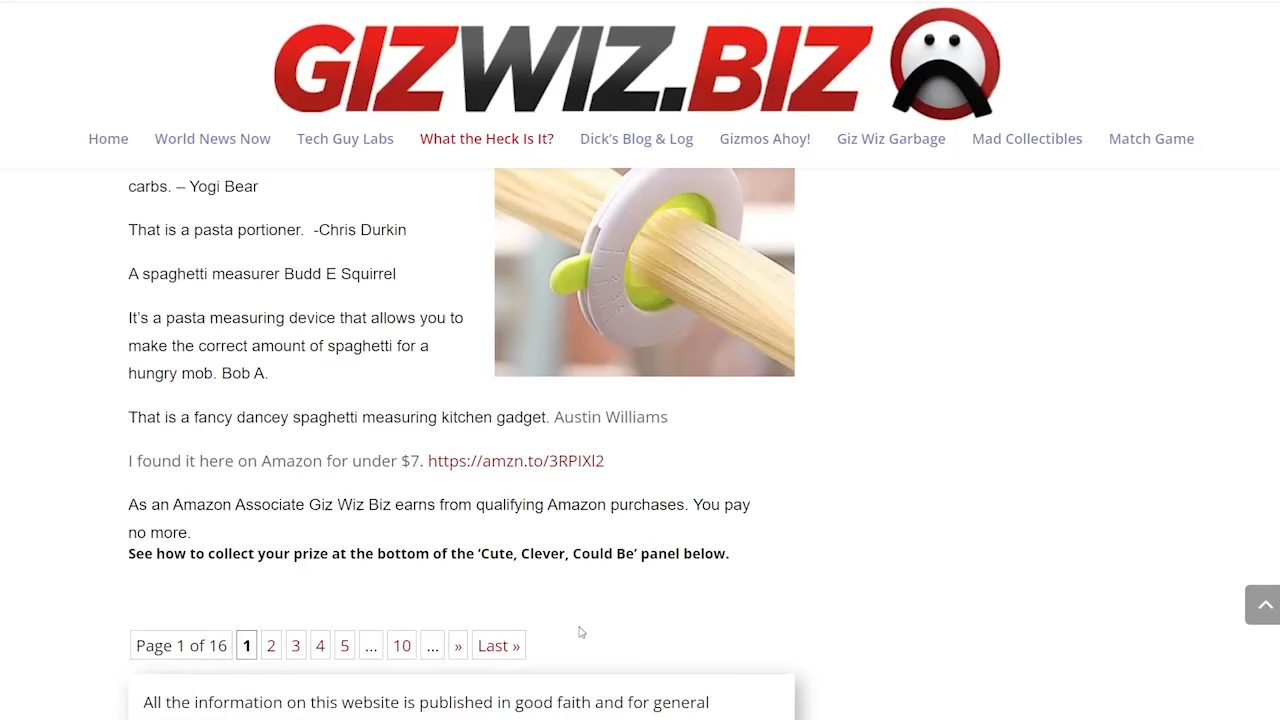 GIZWIZ.BIZ
Home World News Now Tech Guy Labs What the Heck Is It? Dick's Blog & Log Gizmos Ahoy! Giz Wiz Garbage Mad Collectibles Match Game
carbs. – Yogi Bear
That is a pasta portioner.  -Chris Durkin
A spaghetti measurer Budd E Squirrel
It's a pasta measuring device that allows you to
make the correct amount of spaghetti for a
hungry mob. Bob A.
That is a fancy dancey spaghetti measuring kitchen gadget. Austin Williams
I found it here on Amazon for under $7. https://amzn.to/3RPIXl2
As an Amazon Associate Giz Wiz Biz earns from qualifying Amazon purchases. You pay
no more.
See how to collect your prize at the bottom of the ‘Cute, Clever, Could Be’ panel below.
Page 1 of 16 1 2 3 4 5 ... 10 ... » Last »
All the information on this website is published in good faith and for general